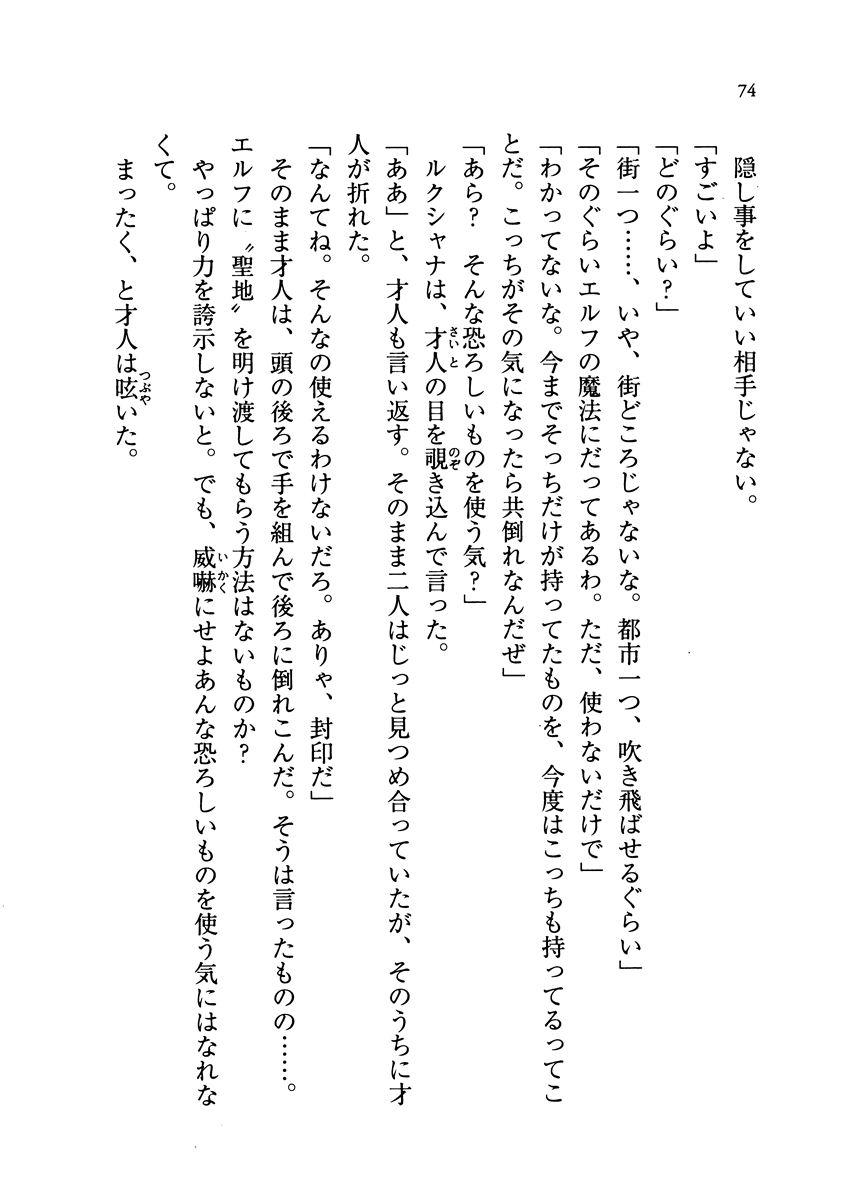 74
隠し事をしていい相手じゃない。
「すごいよ」
「どのぐらい?」
「街一つ……、いや、街どころじゃないな。都市一つ、吹き飛ばせるぐらい」
「そのぐらいエルフの魔法にだってあるわ。ただ、使わないだけで」
「わかってないな。今までそっちだけが持ってたものを、今度はこっちも持ってるってこ
とだ。こっちがその気になったら共倒れなんだぜ」
「あら? そんな恐ろしいものを使う気?」
ルクシャナは、才人の目を覗き込んで言った。
「ああ」と、才人も言い返す。そのまま二人はじっと見つめ合っていたが、そのうちに才
人が折れた。
「なんてね。そんなの使えるわけないだろ。ありゃ、封印だ」
そのまま才人は、頭の後ろで手を組んで後ろに倒れこんだ。そうは言ったものの……。
エルフに〝聖地〟を明け渡してもらう方法はないものか?
やっぱり力を誇示しないと。でも、威嚇にせよあんな恐ろしいものを使う気にはなれな
くて。
まったく、と才人は呟いた。